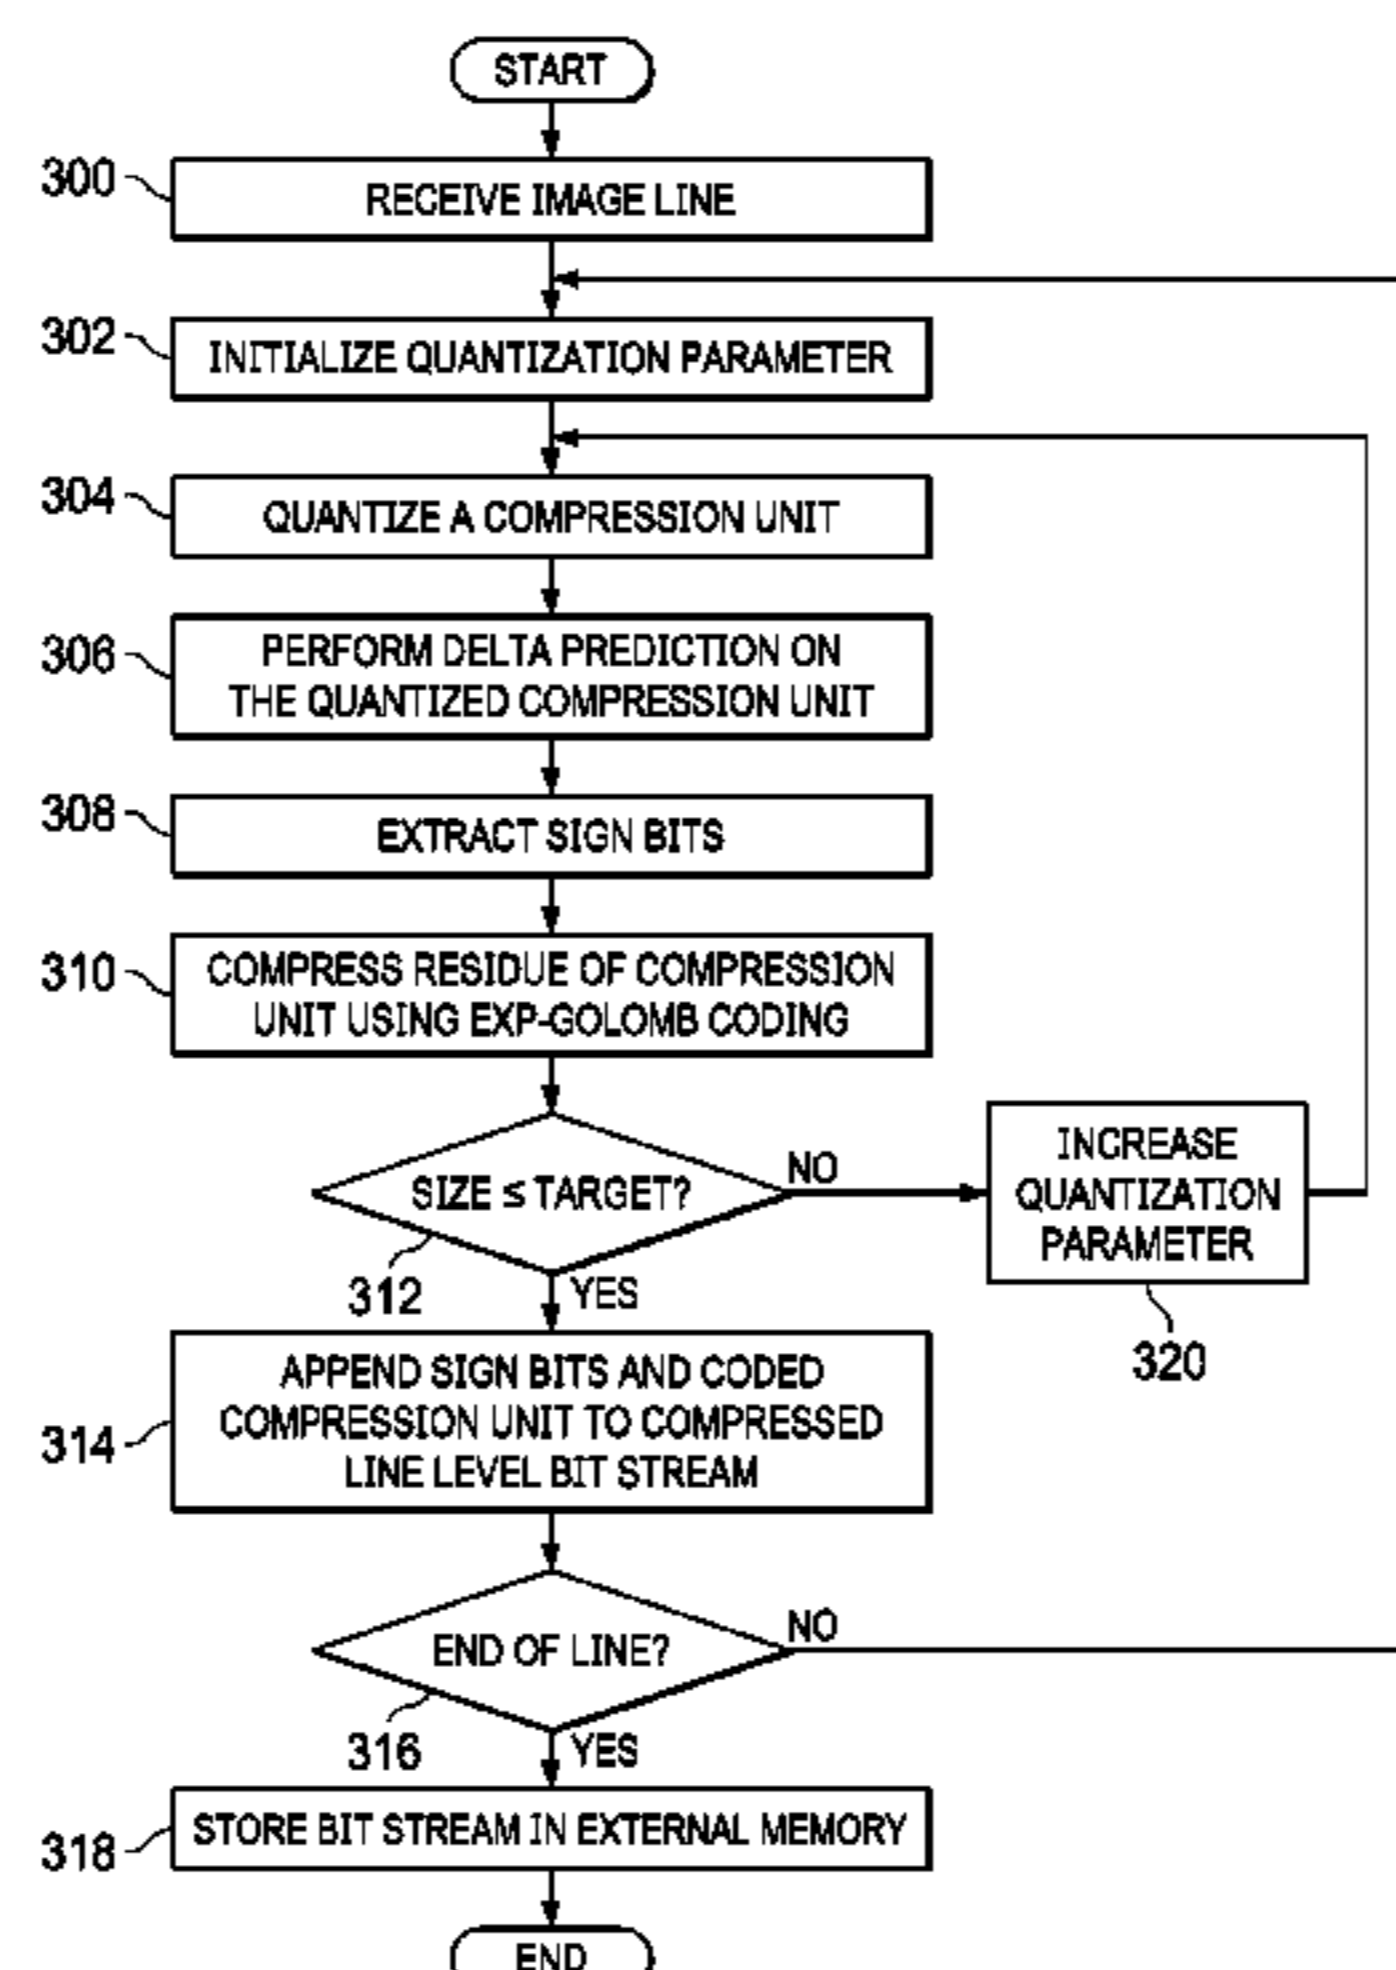 START
300
RECEIVE IMAGE LINE
302
INITIALIZE QUANTIZATION PARAMETER
304
QUANTIZE A COMPRESSION UNIT
306
PERFORM DELTA PREDICTION ON
THE QUANTIZED COMPRESSION UNIT
308
EXTRACT SIGN BITS
310
COMPRESS RESIDUE OF COMPRESSION
UNIT USING EXP-GOLOMB CODING
SIZE ≤ TARGET?
NO
312
YES
INCREASE
QUANTIZATION
PARAMETER
320
314
APPEND SIGN BITS AND CODED
COMPRESSION UNIT TO COMPRESSED
LINE LEVEL BIT STREAM
END OF LINE?
NO
316
YES
318
STORE BIT STREAM IN EXTERNAL MEMORY
END